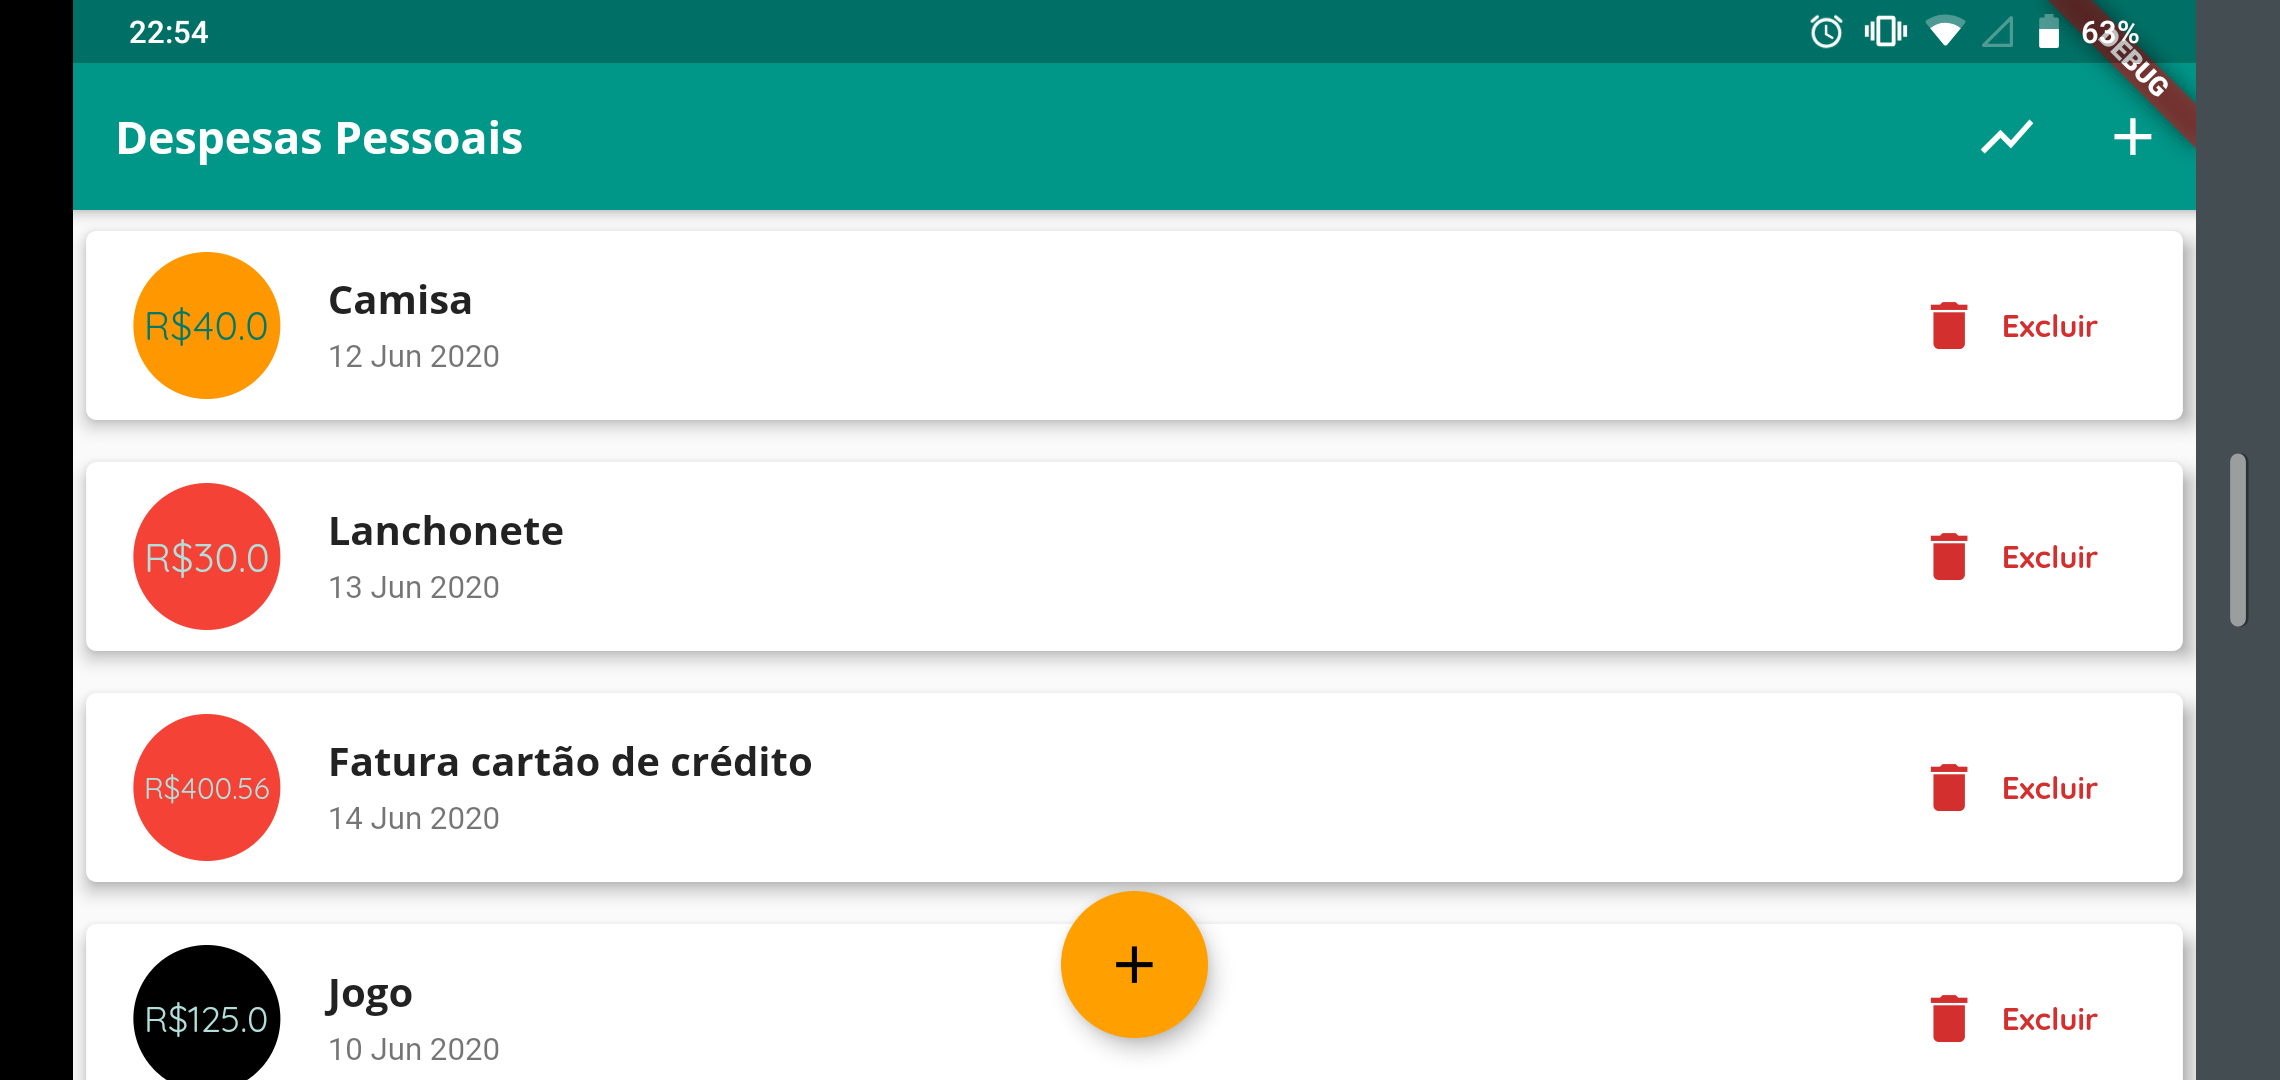 22:54
63%
DEBUG
Despesas Pessoais
R$40.0
Camisa
12 Jun 2020
Excluir
R$30.0
Lanchonete
13 Jun 2020
Excluir
R$400.56
Fatura cartão de crédito
14 Jun 2020
Excluir
R$125.0
Jogo
10 Jun 2020
Excluir